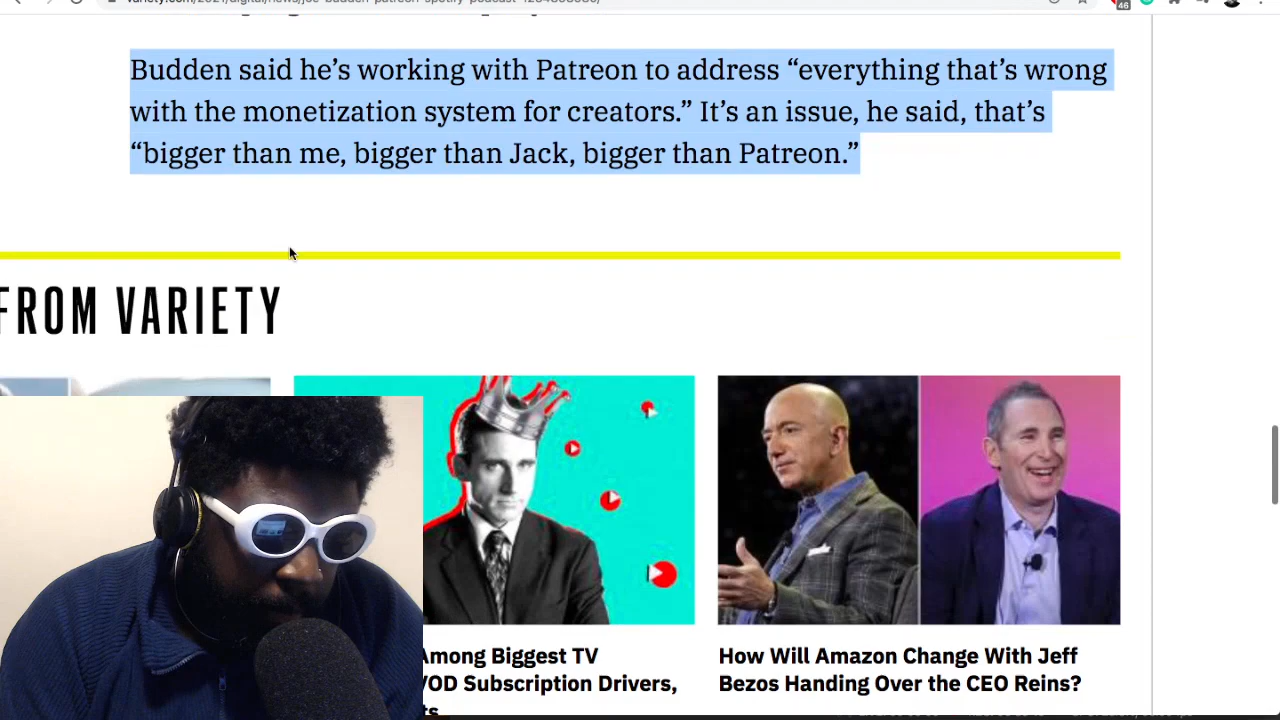 46
Budden said he’s working with Patreon to address “everything that’s wrong
with the monetization system for creators.” It’s an issue, he said, that’s
“bigger than me, bigger than Jack, bigger than Patreon.”
FROM VARIETY
Among Biggest TV
VOD Subscription Drivers,
How Will Amazon Change With Jeff
Bezos Handing Over the CEO Reins?